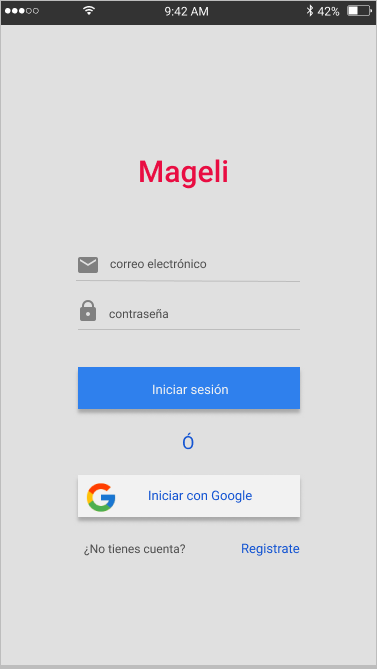 9:42 AM 42%
Mageli
correo electrónico
contraseña
Iniciar sesión
Ó
Iniciar con Google
¿No tienes cuenta? Registrate